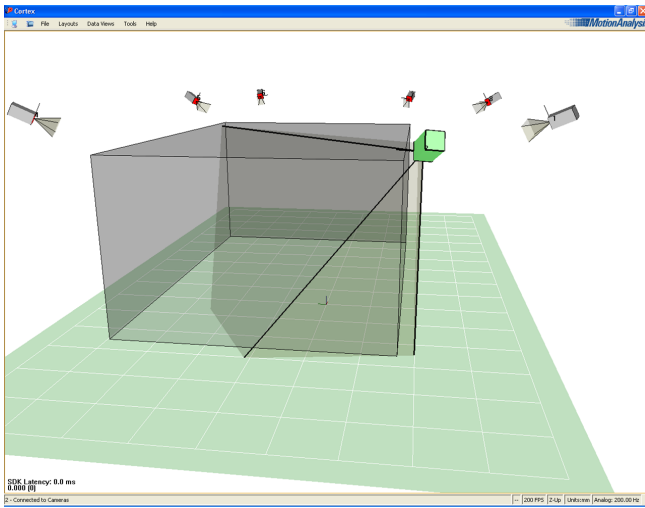 Cortex
File Layouts Data Views Tools Help
MotionAnalysis
SDK Latency: 0.0 ms
0.000 (0)
2 - Connected to Cameras
-- 200 FPS Z-Up Units:mm Analog: 200.00 Hz